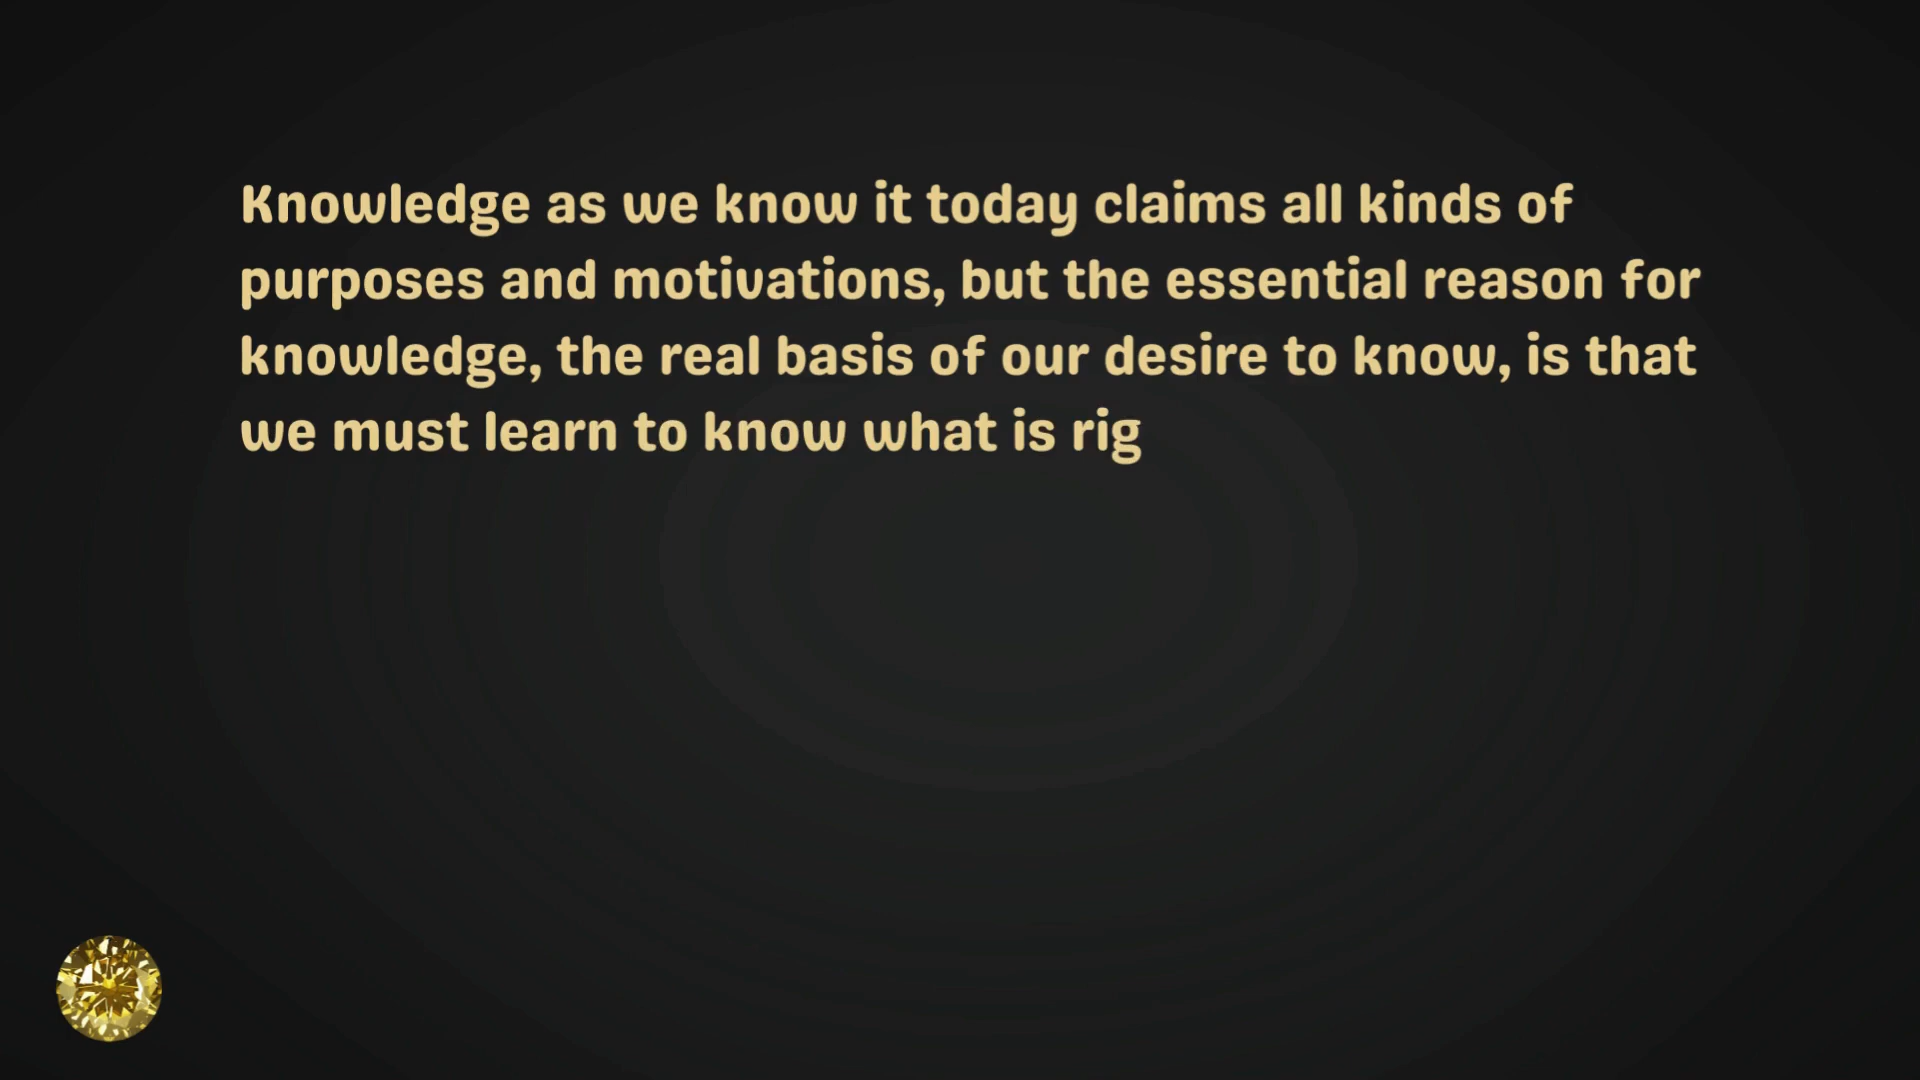 Knowledge as we know it today claims all kinds of
purposes and motivations, but the essential reason for
knowledge, the real basis of our desire to know, is that
we must learn to know what is rig